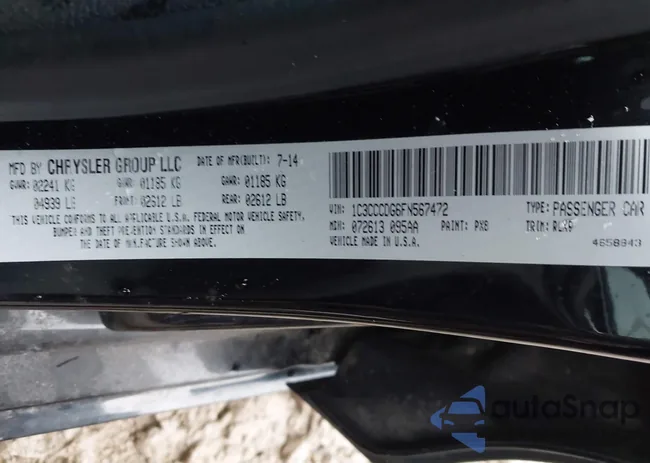 MFD BY CHRYSLER GROUP LLC DATE OF MFR(BUILT): 7-14
GVWR: 02241 KG GAWR: 01185 KG GAWR: 01185 KG
04939 LB FRONT: 02612 LB REAR: 02612 LB
THIS VEHICLE CONFORMS TO ALL APPLICABLE U.S.A. FEDERAL MOTOR VEHICLE SAFETY,
BUMPER AND THEFT PREVENTION STANDARDS IN EFFECT ON
THE DATE OF MANUFACTURE SHOWN ABOVE.
VIN: 1C3CCCDG6FN567472 TYPE: PASSENGER CAR
MDH: 072613 095AA PAINT: PX8 TRIM:
VEHICLE MADE IN U.S.A. 4658843
autoSnap